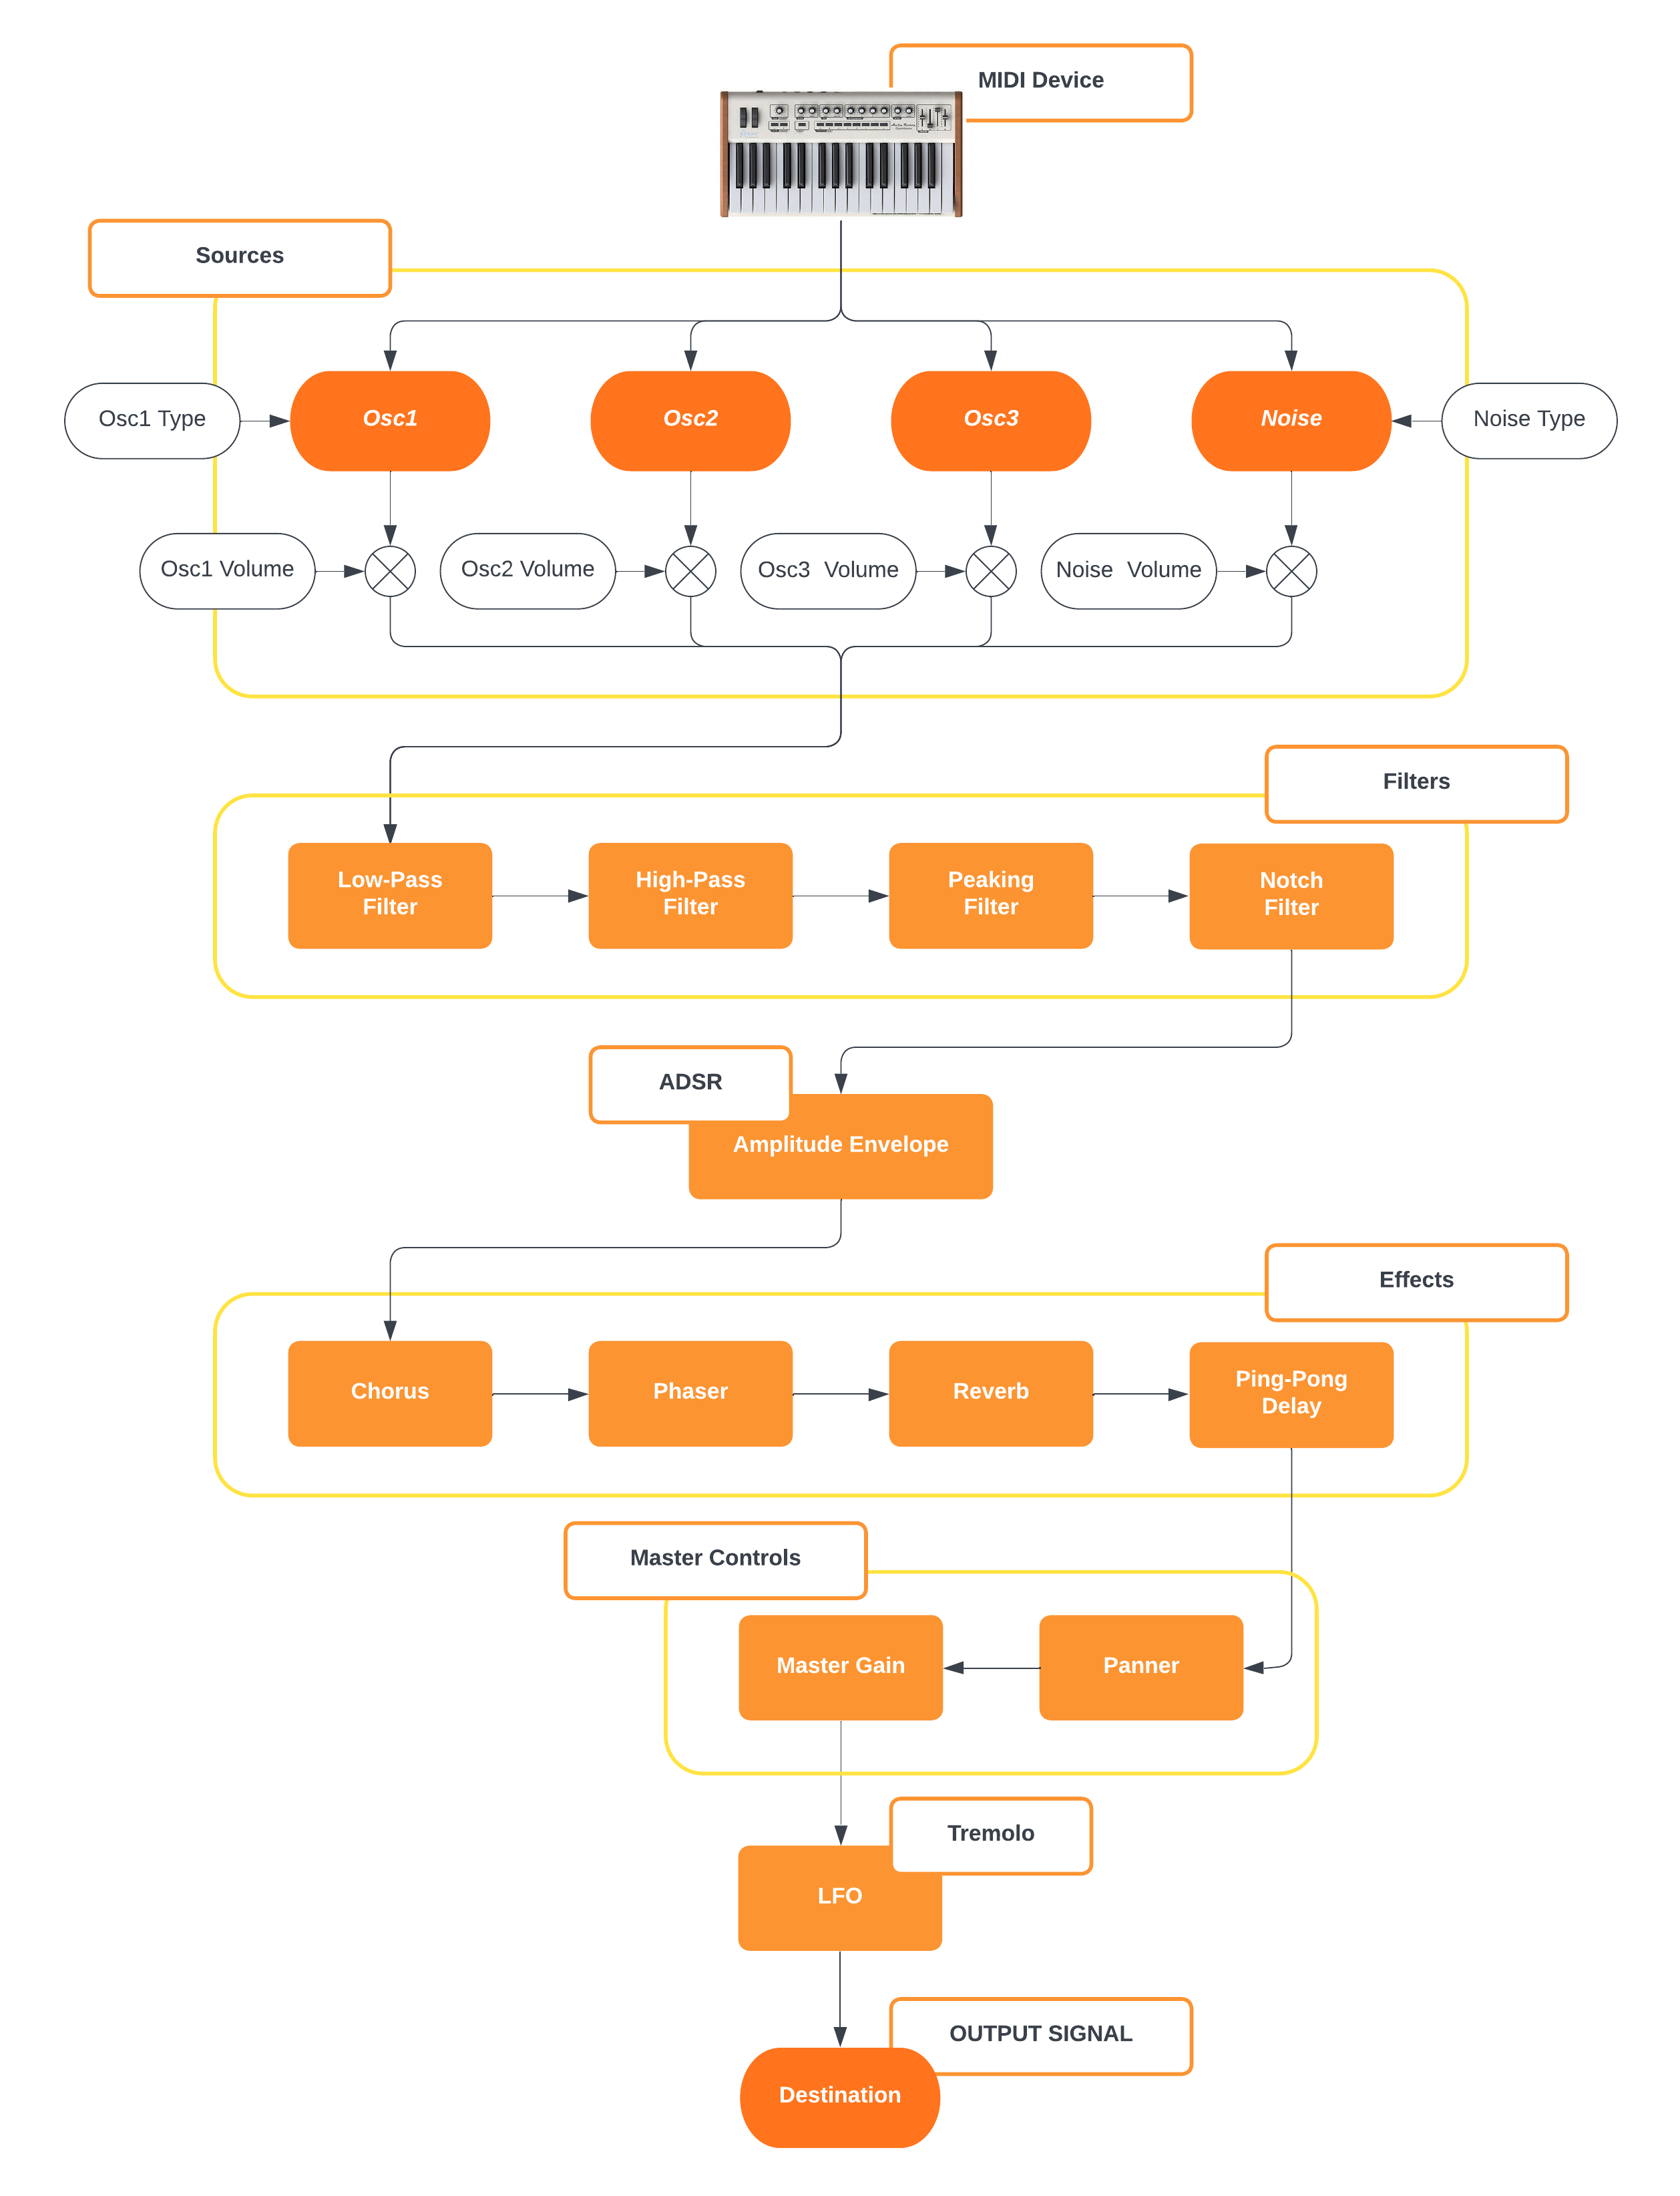 MIDI Device
Sources
Osc1 Type
Osc1
Osc2
Osc3
Noise
Noise Type
Osc1 Volume
Osc2 Volume
Osc3 Volume
Noise Volume
Filters
Low-Pass
Filter
High-Pass
Filter
Peaking
Filter
Notch
Filter
ADSR
Amplitude Envelope
Effects
Chorus
Phaser
Reverb
Ping-Pong
Delay
Master Controls
Master Gain
Panner
Tremolo
LFO
OUTPUT SIGNAL
Destination